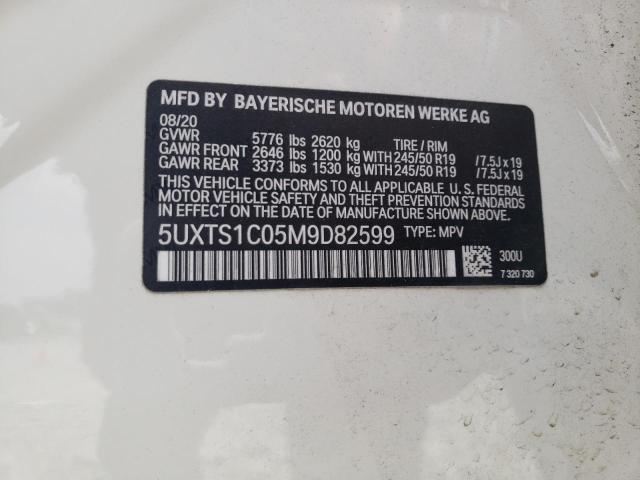 MFD BY BAYERISCHE MOTOREN WERKE AG
08/20
GVWR 5776 lbs 2620 kg TIRE / RIM
GAWR FRONT 2646 lbs 1200 kg WITH 245/50 R19 /7.5J x 19
GAWR REAR 3373 lbs 1530 kg WITH 245/50 R19 /7.5J x 19
THIS VEHICLE CONFORMS TO ALL APPLICABLE U.S. FEDERAL
MOTOR VEHICLE SAFETY AND THEFT PREVENTION STANDARDS
IN EFFECT ON THE DATE OF MANUFACTURE SHOWN ABOVE.
5UXTS1C05M9D82599 TYPE: MPV
300U
7 320 730